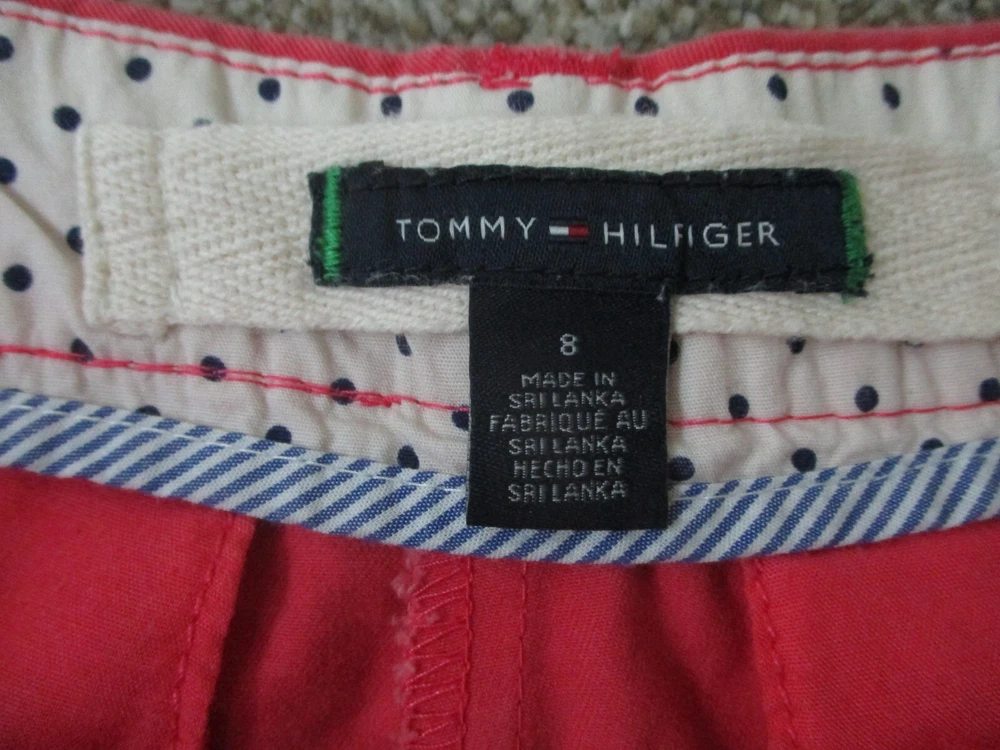 TOMMY HILFIGER
8
MADE IN
SRI LANKA
FABRIQUÉ AU
SRI LANKA
HECHO EN
SRI LANKA